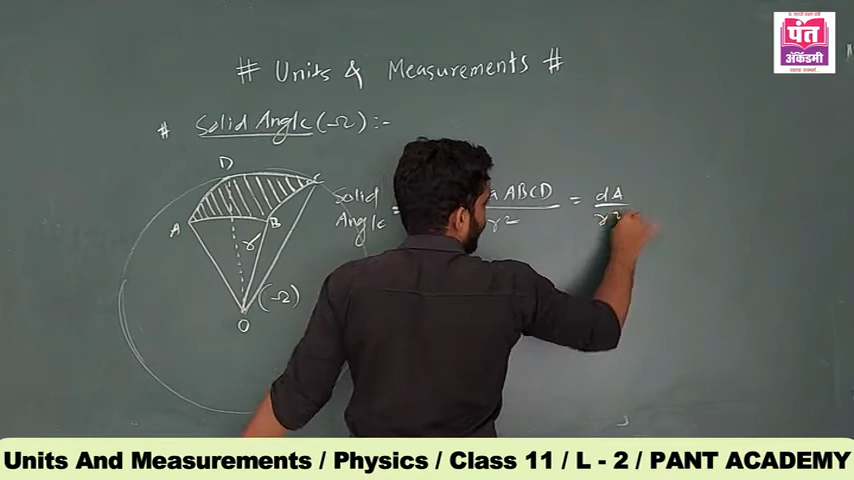 पंत
अ‍ॅकॅडमी
# Units & Measurements #
# Solid Angle (Ω) :-
D
C
A
B
r
(Ω)
O
Solid Angle = ABCD / r² = dA / r²
Units And Measurements / Physics / Class 11 / L - 2 / PANT ACADEMY